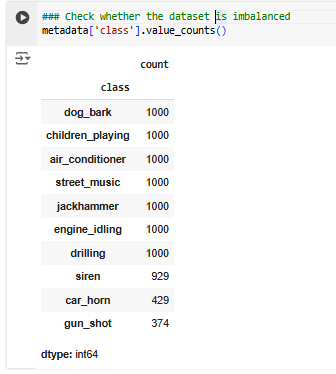 ### Check whether the dataset is imbalanced
metadata['class'].value_counts()
count
class
dog_bark 1000
children_playing 1000
air_conditioner 1000
street_music 1000
jackhammer 1000
engine_idling 1000
drilling 1000
siren 929
car_horn 429
gun_shot 374
dtype: int64